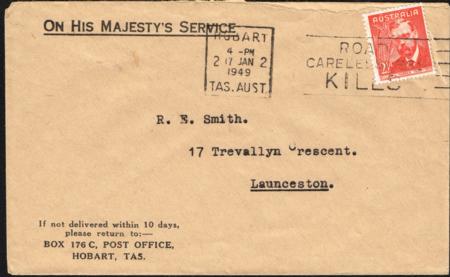 ON HIS MAJESTY'S SERVICE
HOBART
4 - PM
2 17 JAN 2
1949
TAS. AUST.
ROAD
CARELESS
KILLS
AUSTRALIA
R. E. Smith.
17 Trevallyn Crescent.
Launceston.
If not delivered within 10 days,
please return to:—
BOX 176 C, POST OFFICE,
HOBART, TAS.